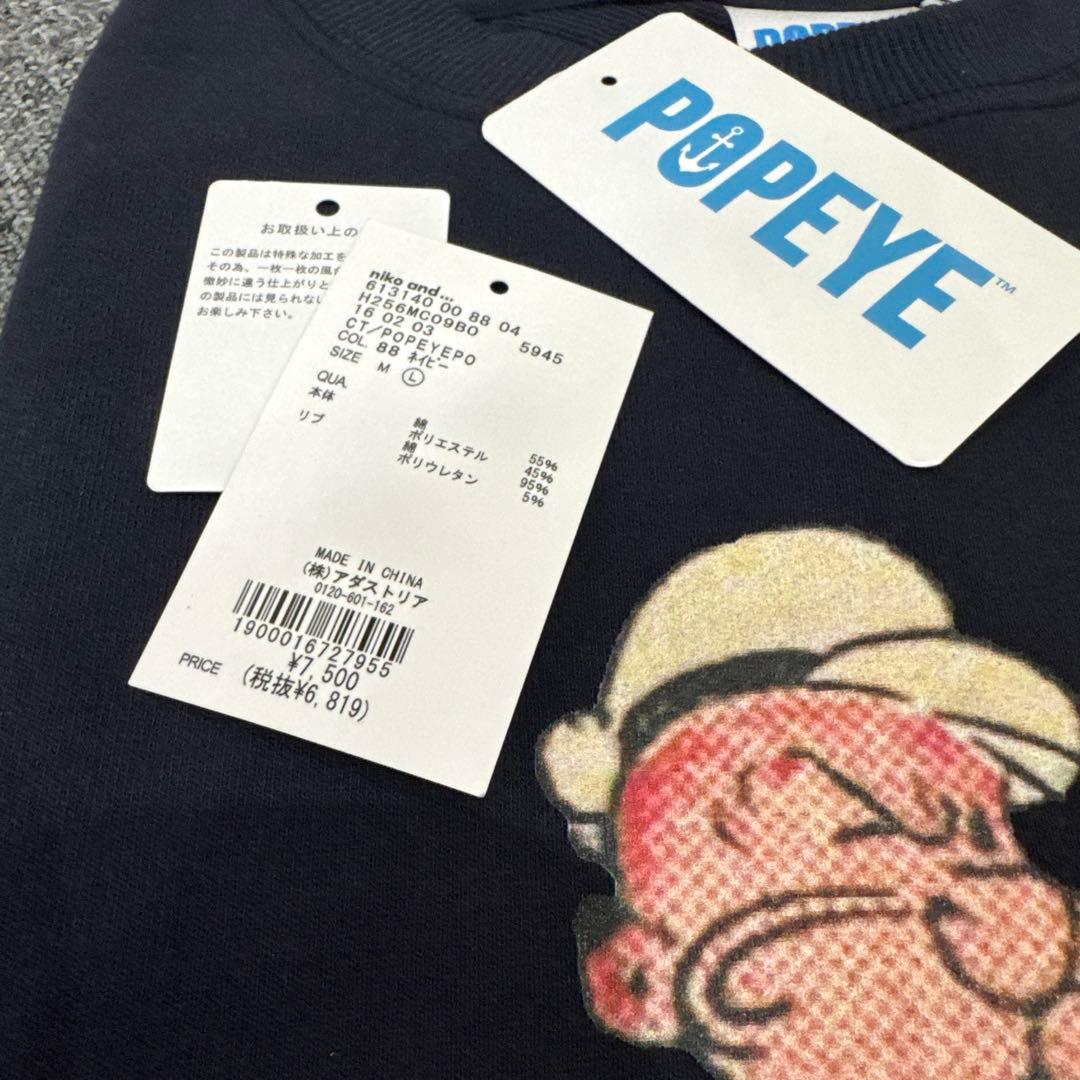 POPEYE
POPEYE™
お取扱い上の
この製品は特殊な加工を
その為、一枚一枚の風合
微妙に違う仕上がりと
の製品には見られない
お楽しみ下さい。
niko and...
613140 00 88 04
H256MC09B0 5945
16 02 03
CT/POPEYEPO
COL. 88 ネイビー
SIZE M Ⓛ
QUA.
本体 綿 55%
ポリエステル 45%
リブ 綿 95%
ポリウレタン 5%
MADE IN CHINA
(株)アダストリア
0120-601-162
1900016727955
PRICE ¥7,500
(税抜¥6,819)